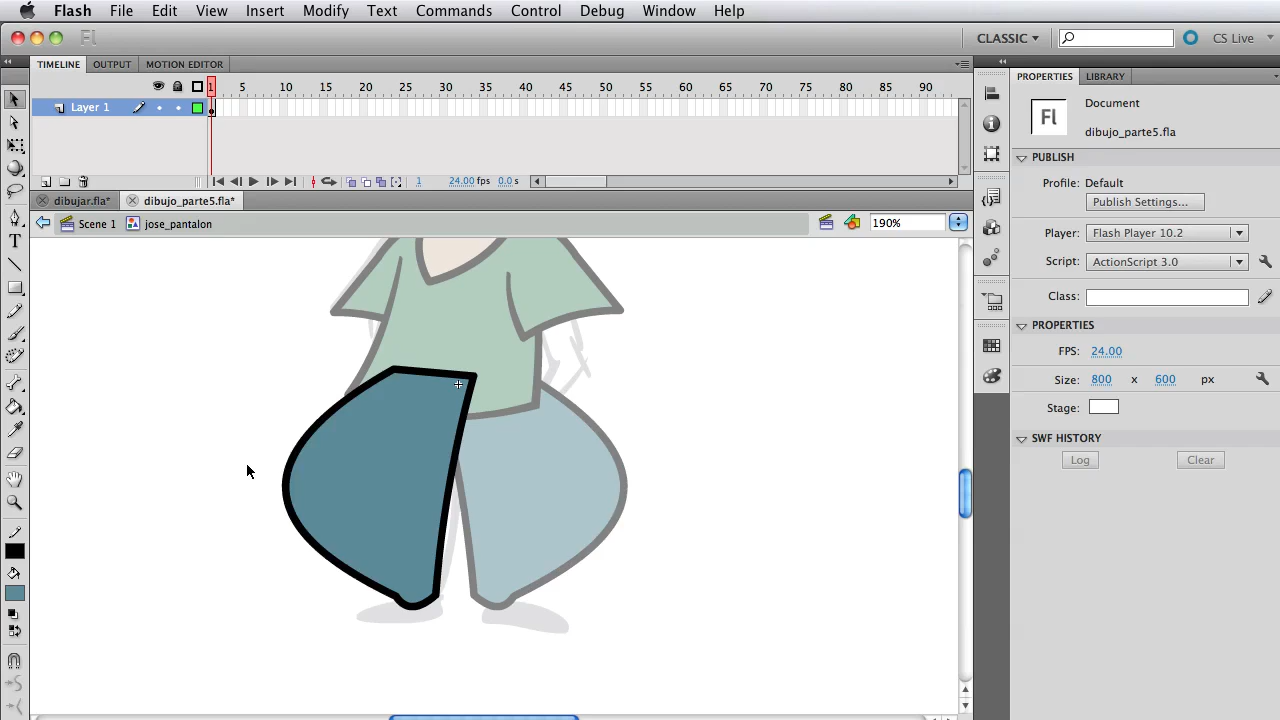 Flash File Edit View Insert Modify Text Commands Control Debug Window Help
Fl CLASSIC CS Live
TIMELINE OUTPUT MOTION EDITOR
1 5 10 15 20 25 30 35 40 45 50 55 60 65 70 75 80 85 90
Layer 1
1 24.00 fps 0.0 s
dibujar.fla* dibujo_parte5.fla*
Scene 1 jose_pantalon 190%
T
PROPERTIES LIBRARY
Fl
Document
dibujo_parte5.fla
PUBLISH
Profile: Default
Publish Settings...
Player: Flash Player 10.2
Script: ActionScript 3.0
Class:
PROPERTIES
FPS: 24.00
Size: 800 x 600 px
Stage:
SWF HISTORY
Log Clear